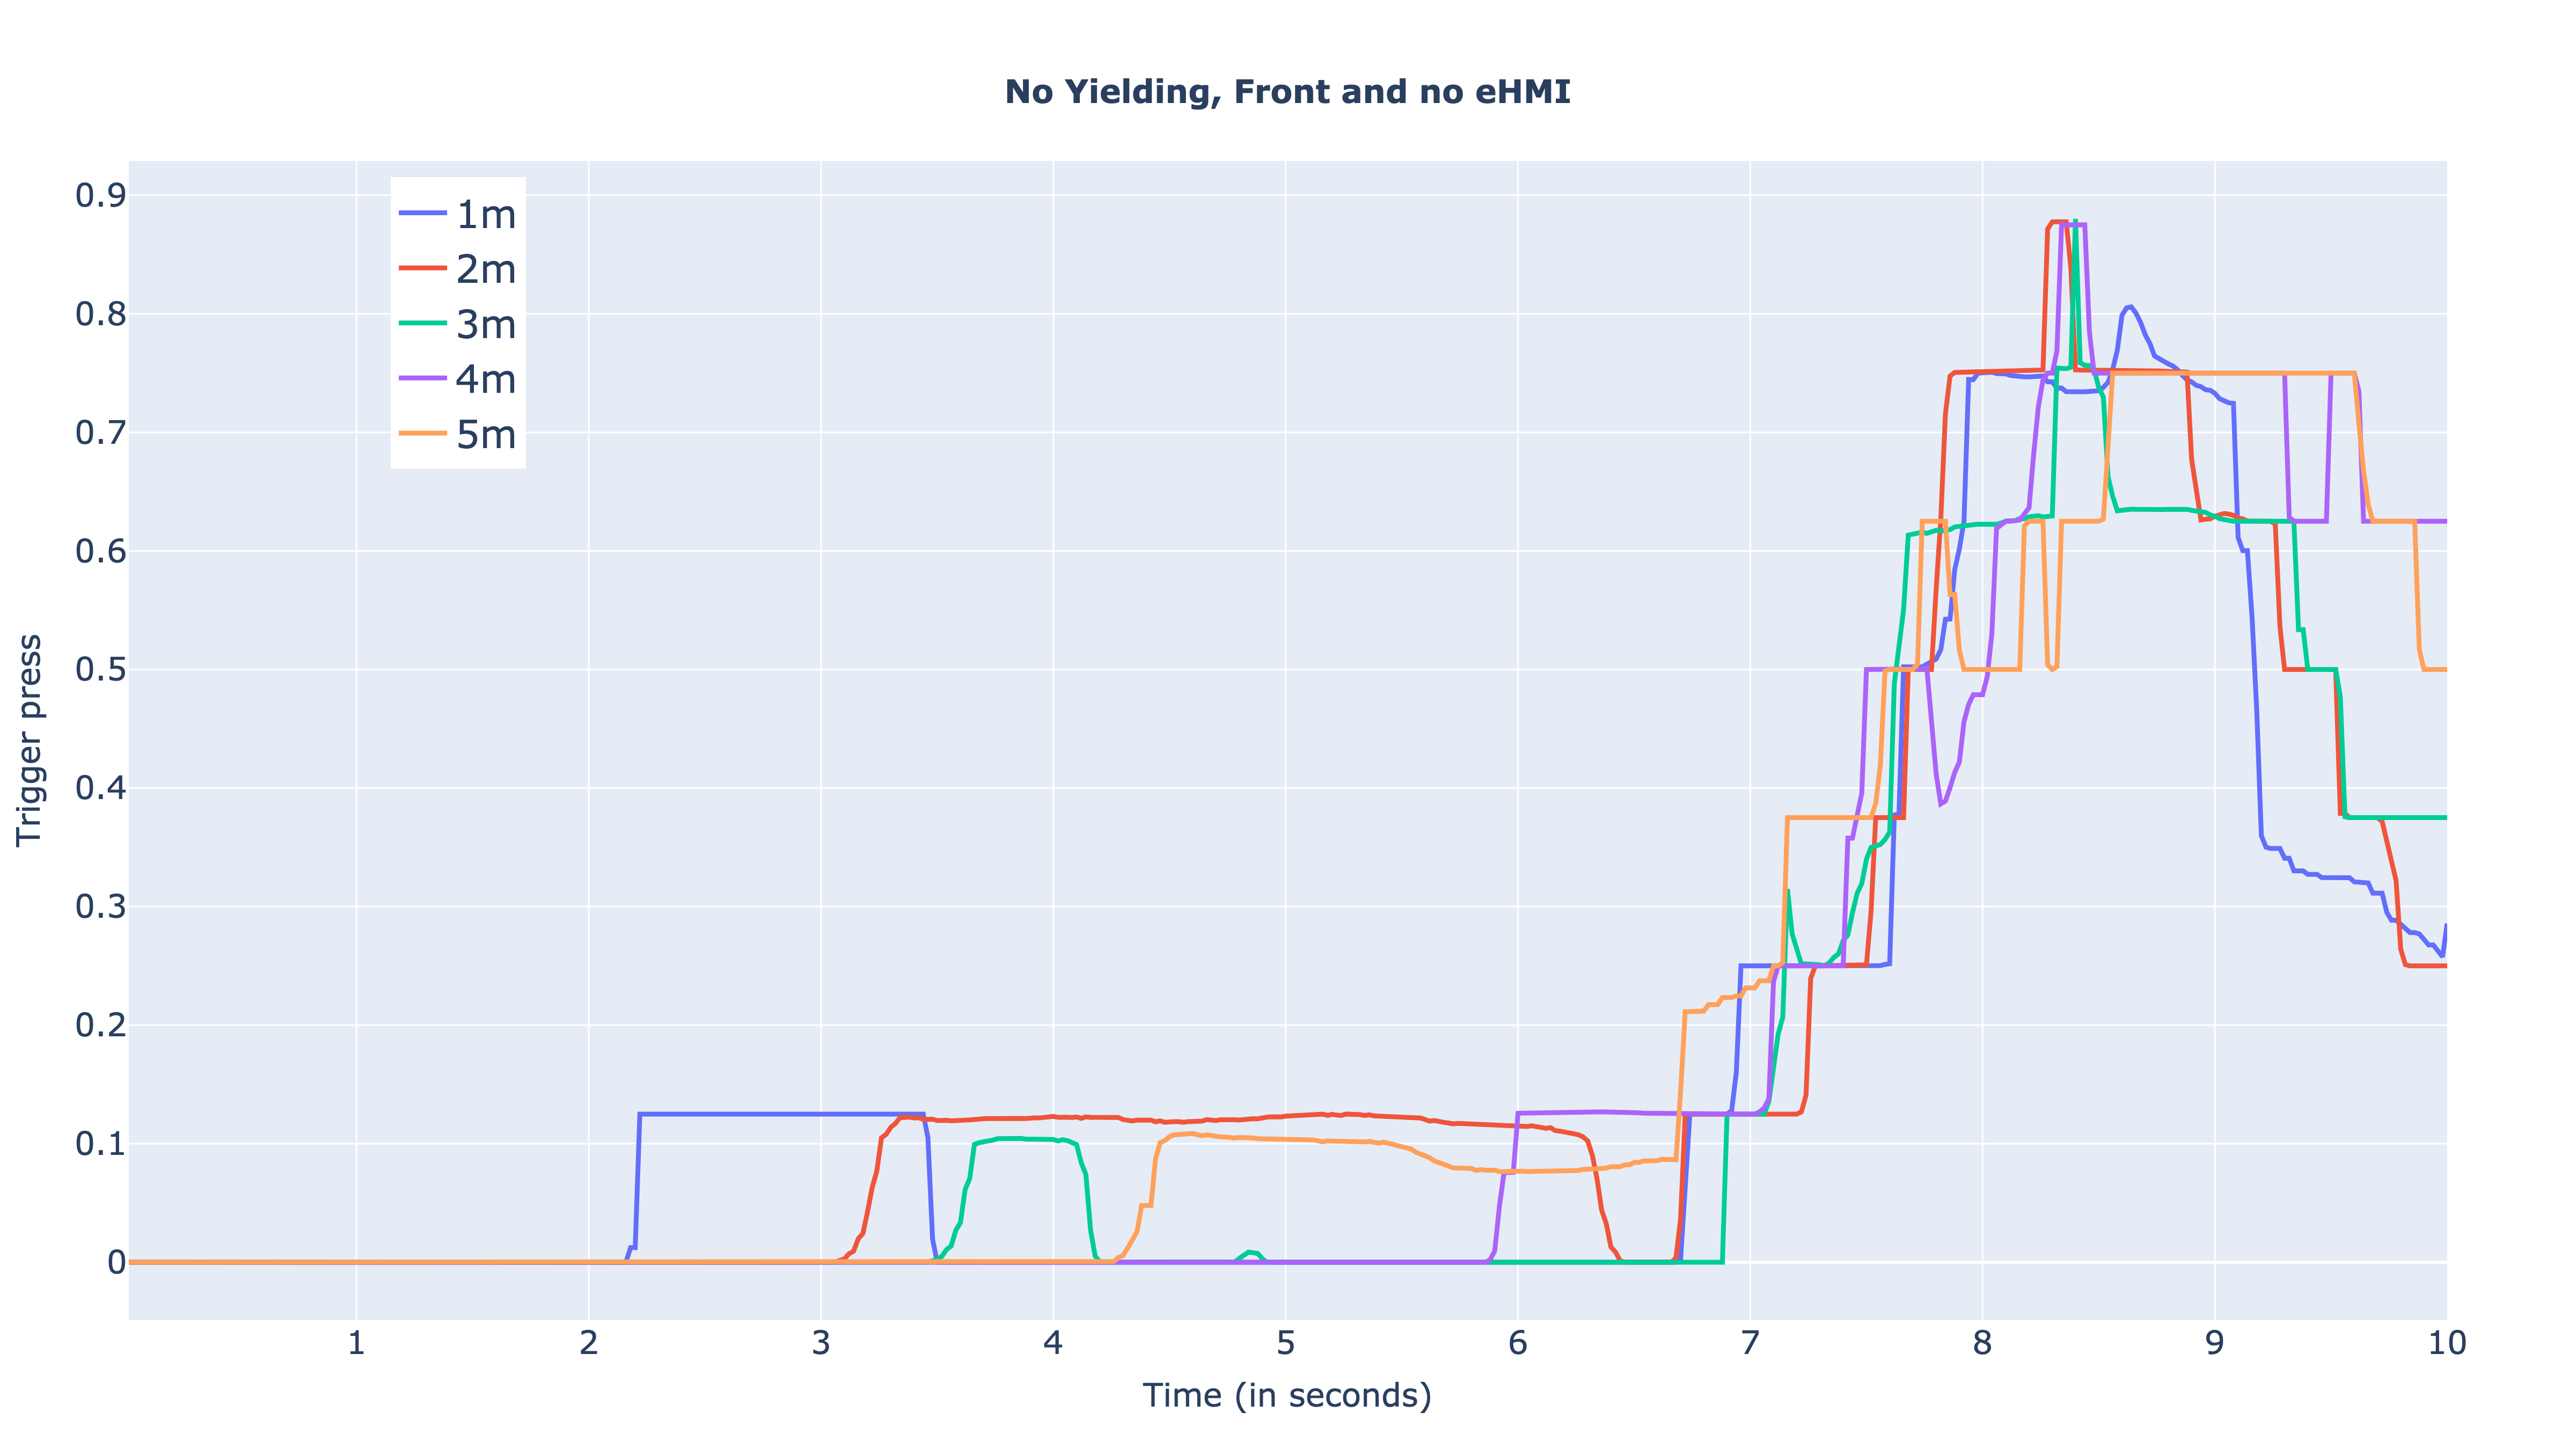 No Yielding, Front and no eHMI
1m
2m
3m
4m
5m
Trigger press
0.9
0.8
0.7
0.6
0.5
0.4
0.3
0.2
0.1
0
1 2 3 4 5 6 7 8 9 10
Time (in seconds)